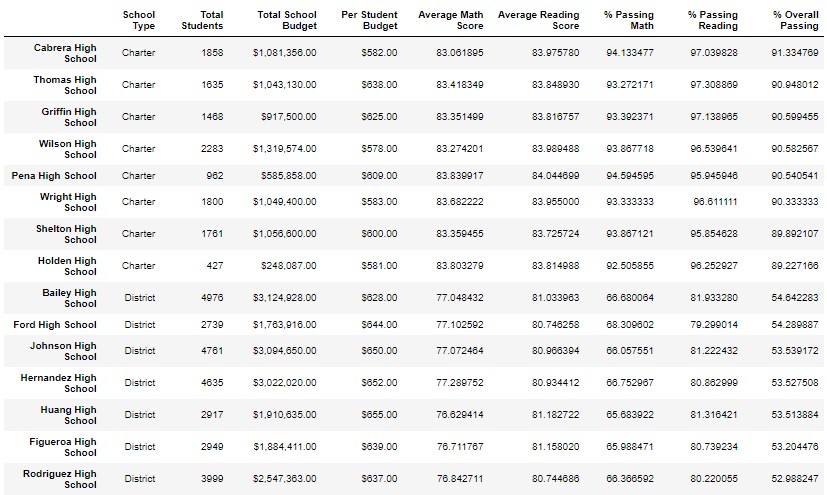 School Type Total Students Total School Budget Per Student Budget Average Math Score Average Reading Score % Passing Math % Passing Reading % Overall Passing
Cabrera High School Charter 1858 $1,081,356.00 $582.00 83.061895 83.975780 94.133477 97.039828 91.334769
Thomas High School Charter 1635 $1,043,130.00 $638.00 83.418349 83.848930 93.272171 97.308869 90.948012
Griffin High School Charter 1468 $917,500.00 $625.00 83.351499 83.816757 93.392371 97.138965 90.599455
Wilson High School Charter 2283 $1,319,574.00 $578.00 83.274201 83.989488 93.867718 96.539641 90.582567
Pena High School Charter 962 $585,858.00 $609.00 83.839917 84.044699 94.594595 95.945946 90.540541
Wright High School Charter 1800 $1,049,400.00 $583.00 83.682222 83.955000 93.333333 96.611111 90.333333
Shelton High School Charter 1761 $1,056,600.00 $600.00 83.359455 83.725724 93.867121 95.854628 89.892107
Holden High School Charter 427 $248,087.00 $581.00 83.803279 83.814988 92.505855 96.252927 89.227166
Bailey High School District 4976 $3,124,928.00 $628.00 77.048432 81.033963 66.680064 81.933280 54.642283
Ford High School District 2739 $1,763,916.00 $644.00 77.102592 80.746258 68.309602 79.299014 54.289887
Johnson High School District 4761 $3,094,650.00 $650.00 77.072464 80.966394 66.057551 81.222432 53.539172
Hernandez High School District 4635 $3,022,020.00 $652.00 77.289752 80.934412 66.752967 80.862999 53.527508
Huang High School District 2917 $1,910,635.00 $655.00 76.629414 81.182722 65.683922 81.316421 53.513884
Figueroa High School District 2949 $1,884,411.00 $639.00 76.711767 81.158020 65.988471 80.739234 53.204476
Rodriguez High School District 3999 $2,547,363.00 $637.00 76.842711 80.744686 66.366592 80.220055 52.988247